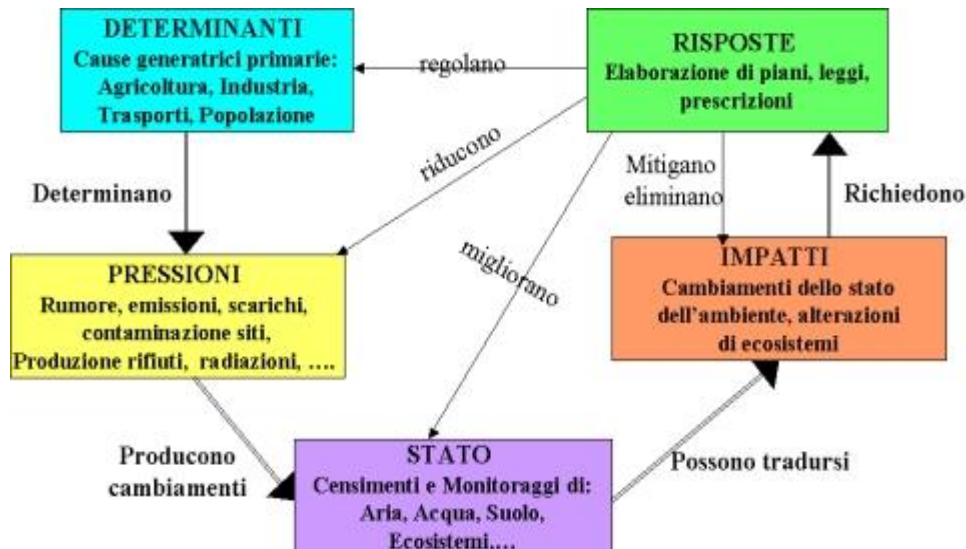 DETERMINANTI
Cause generatrici primarie:
Agricoltura, Industria,
Trasporti, Popolazione
regolano
RISPOSTE
Elaborazione di piani, leggi,
prescrizioni
riducono
Determinano
Mitigano
eliminano
Richiedono
PRESSIONI
Rumore, emissioni, scarichi,
contaminazione siti,
Produzione rifiuti, radiazioni, ....
migliorano
IMPATTI
Cambiamenti dello stato
dell'ambiente, alterazioni
di ecosistemi
Producono
cambiamenti
STATO
Censimenti e Monitoraggi di:
Aria, Acqua, Suolo,
Ecosistemi,...
Possono tradursi